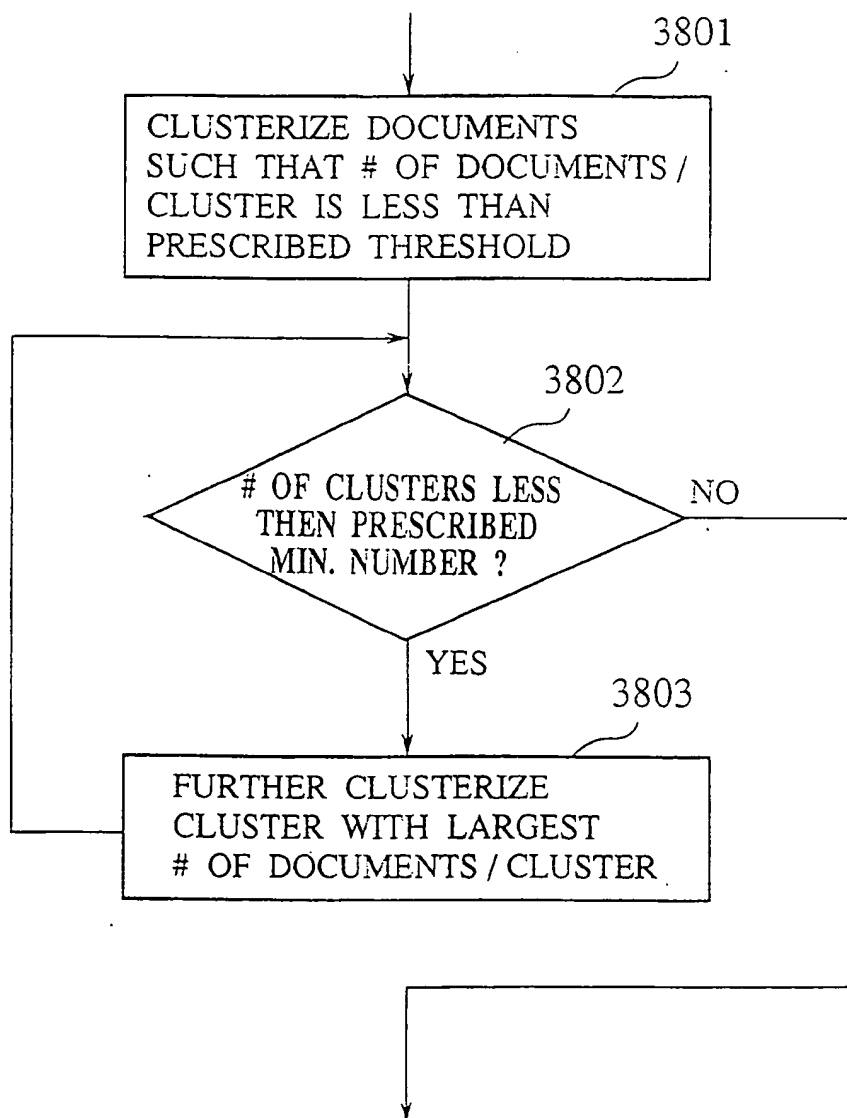 3801
CLUSTERIZE DOCUMENTS
SUCH THAT # OF DOCUMENTS /
CLUSTER IS LESS THAN
PRESCRIBED THRESHOLD
3802
# OF CLUSTERS LESS
THEN PRESCRIBED
MIN. NUMBER ?
NO
YES
3803
FURTHER CLUSTERIZE
CLUSTER WITH LARGEST
# OF DOCUMENTS / CLUSTER